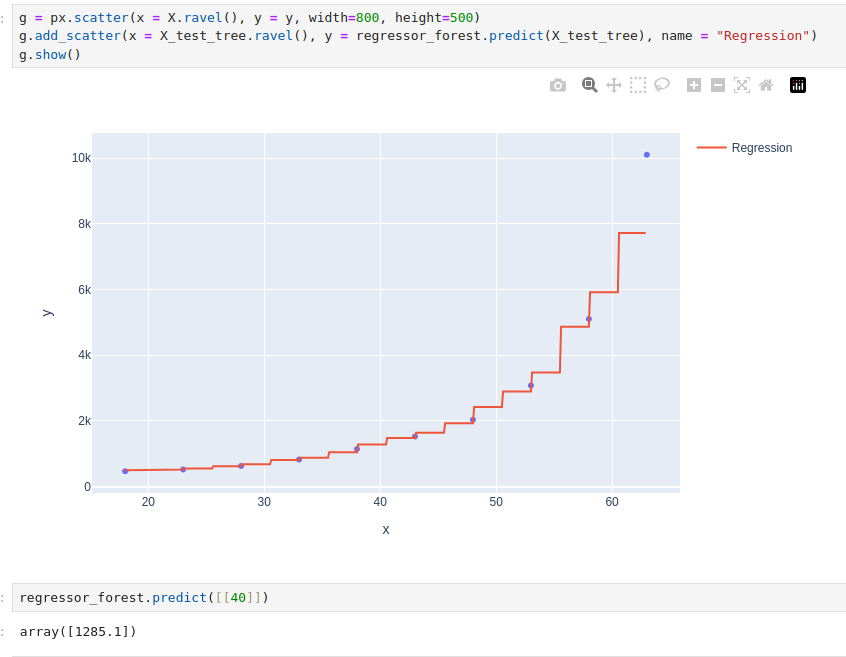 g = px.scatter(x = X.ravel(), y = y, width=800, height=500)
g.add_scatter(x = X_test_tree.ravel(), y = regressor_forest.predict(X_test_tree), name = "Regression")
g.show()
10k
8k
6k
4k
2k
0
y
20 30 40 50 60
x
Regression
regressor_forest.predict([[40]])
array([1285.1])